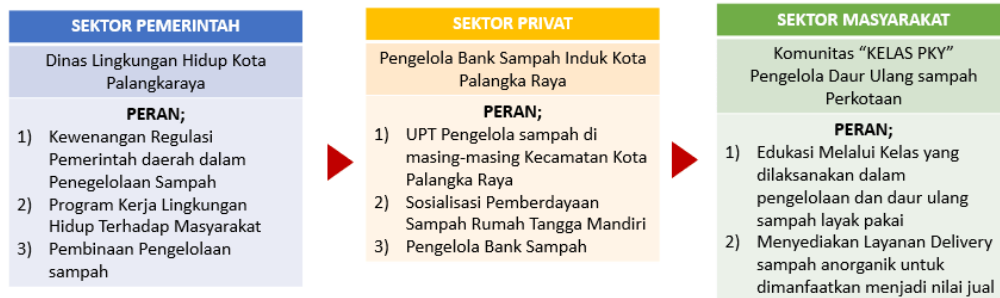 SEKTOR PEMERINTAH
Dinas Lingkungan Hidup Kota
Palangkaraya
PERAN;
1) Kewenangan Regulasi
Pemerintah daerah dalam
Penegelolaan Sampah
2) Program Kerja Lingkungan
Hidup Terhadap Masyarakat
3) Pembinaan Pengelolaan
sampah
SEKTOR PRIVAT
Pengelola Bank Sampah Induk Kota
Palangka Raya
PERAN;
1) UPT Pengelola sampah di
masing-masing Kecamatan Kota
Palangka Raya
2) Sosialisasi Pemberdayaan
Sampah Rumah Tangga Mandiri
3) Pengelola Bank Sampah
SEKTOR MASYARAKAT
Komunitas “KELAS PKY”
Pengelola Daur Ulang sampah
Perkotaan
PERAN;
1) Edukasi Melalui Kelas yang
dilaksanakan dalam
pengelolaan dan daur ulang
sampah layak pakai
2) Menyediakan Layanan Delivery
sampah anorganik untuk
dimanfaatkan menjadi nilai jual